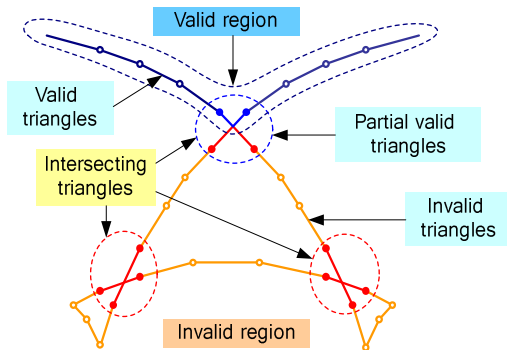 Valid region
Valid
triangles
Partial valid
triangles
Intersecting
triangles
Invalid
triangles
Invalid region